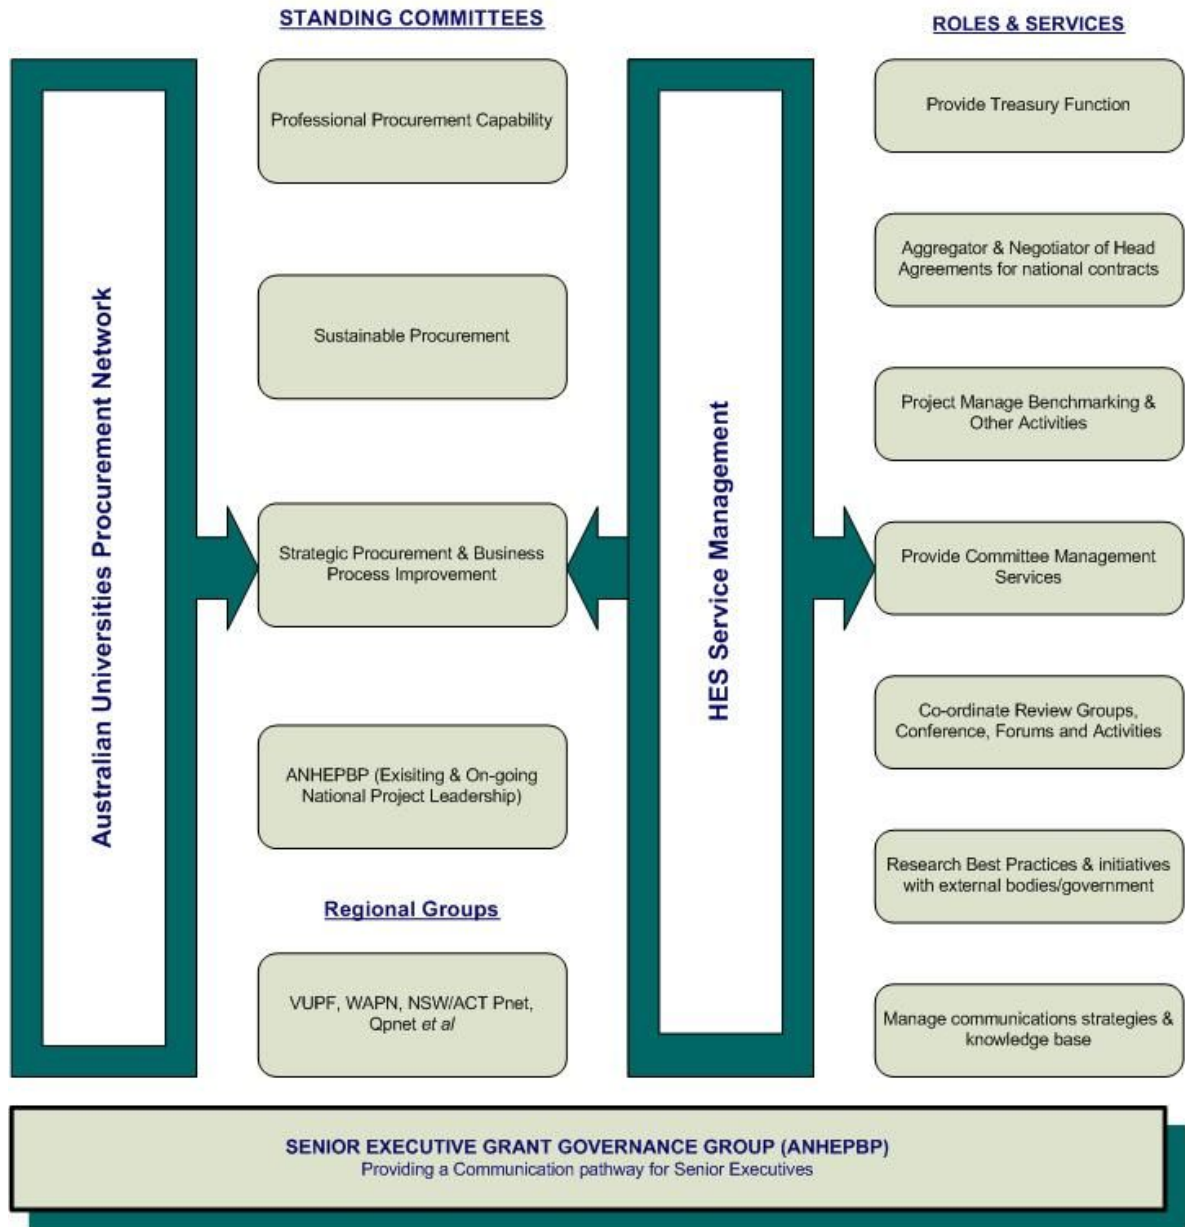 STANDING COMMITTEES
ROLES & SERVICES
Australian Universities Procurement Network
Professional Procurement Capability
Sustainable Procurement
Strategic Procurement & Business
Process Improvement
ANHEPBP (Exisiting & On-going
National Project Leadership)
Regional Groups
VUPF, WAPN, NSW/ACT Pnet,
Qpnet et al
HES Service Management
Provide Treasury Function
Aggregator & Negotiator of Head
Agreements for national contracts
Project Manage Benchmarking &
Other Activities
Provide Committee Management
Services
Co-ordinate Review Groups,
Conference, Forums and Activities
Research Best Practices & initiatives
with external bodies/government
Manage communications strategies &
knowledge base
SENIOR EXECUTIVE GRANT GOVERNANCE GROUP (ANHEPBP)
Providing a Communication pathway for Senior Executives